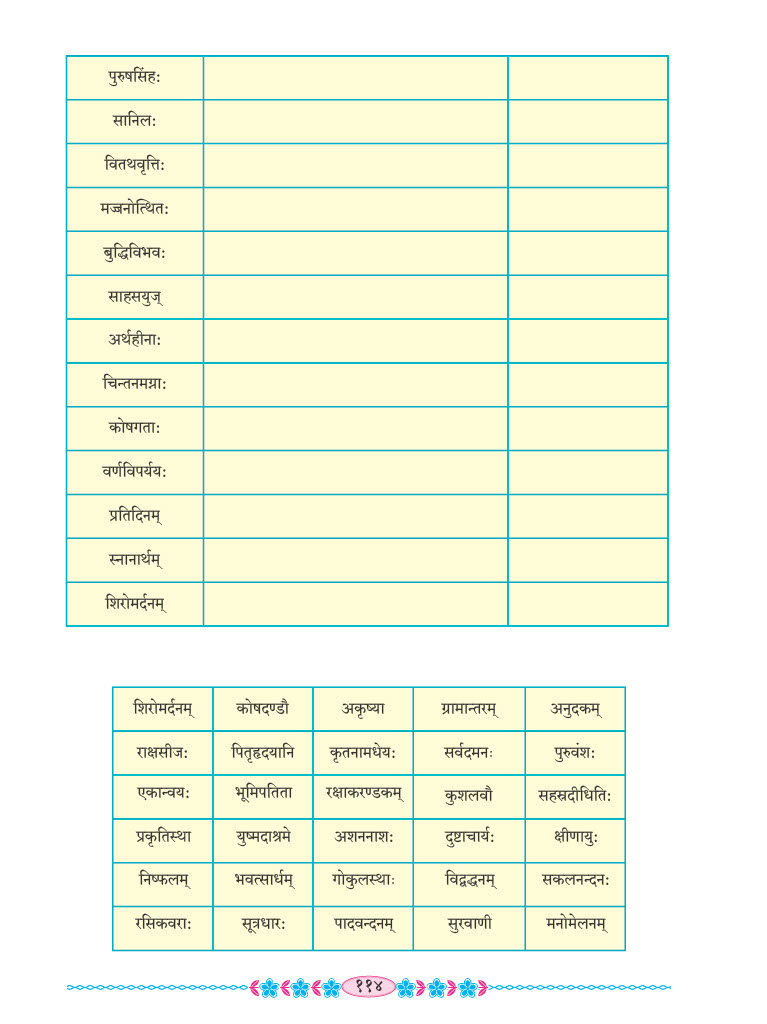 पुरुषसिंह:
सानिल:
वितथवृत्ति:
मज्जनोत्थित:
बुद्धिविभव:
साहसयुज्
अर्थहीना:
चिन्तनमग्ना:
कोषगता:
वर्णविपर्यय:
प्रतिदिनम्
स्नानार्थम्
शिरोमर्दनम्
शिरोमर्दनम् कोषदण्डौ अकृष्या ग्रामान्तरम् अनुदकम्
राक्षसीज: पितृहृदयानि कृतनामधेय: सर्वदमनः पुरुवंश:
एकान्वय: भूमिपतिता रक्षाकरण्डकम् कुशलवौ सहस्रदीधिति:
प्रकृतिस्था युष्मदाश्रमे अशननाश: दुष्टाचार्य: क्षीणायु:
निष्फलम् भवत्सार्धम् गोकुलस्थाः विद्वद्धनम् सकलनन्दन:
रसिकवरा: सूत्रधार: पादवन्दनम् सुरवाणी मनोमेलनम्
११४